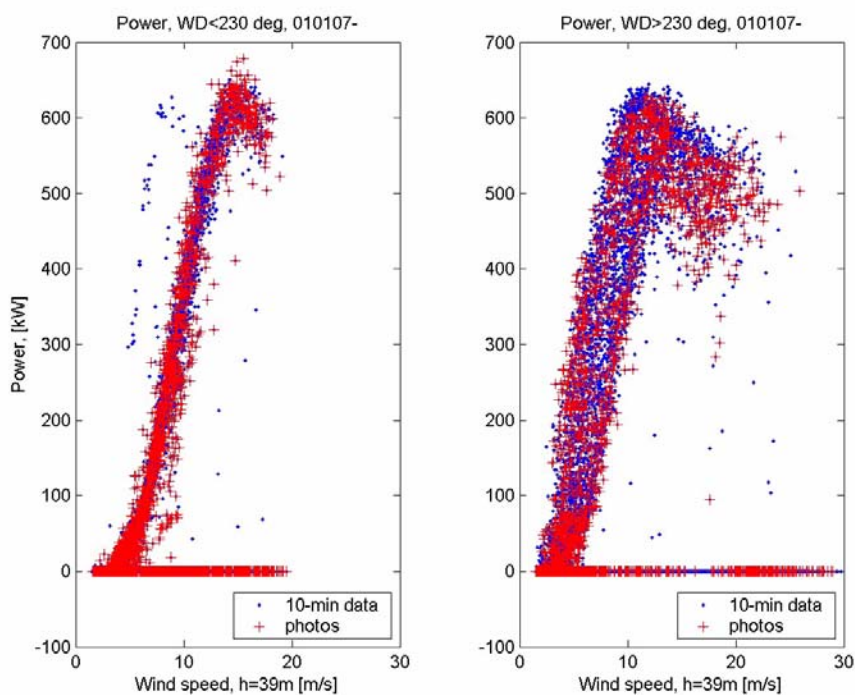 Power, WD<230 deg, 010107-
700
600
500
400
300
200
100
0
-100
Power, [kW]
0
10
20
30
Wind speed, h=39m [m/s]
10-min data
photos
Power, WD>230 deg, 010107-
700
600
500
400
300
200
100
0
-100
0
10
20
30
Wind speed, h=39m [m/s]
10-min data
photos